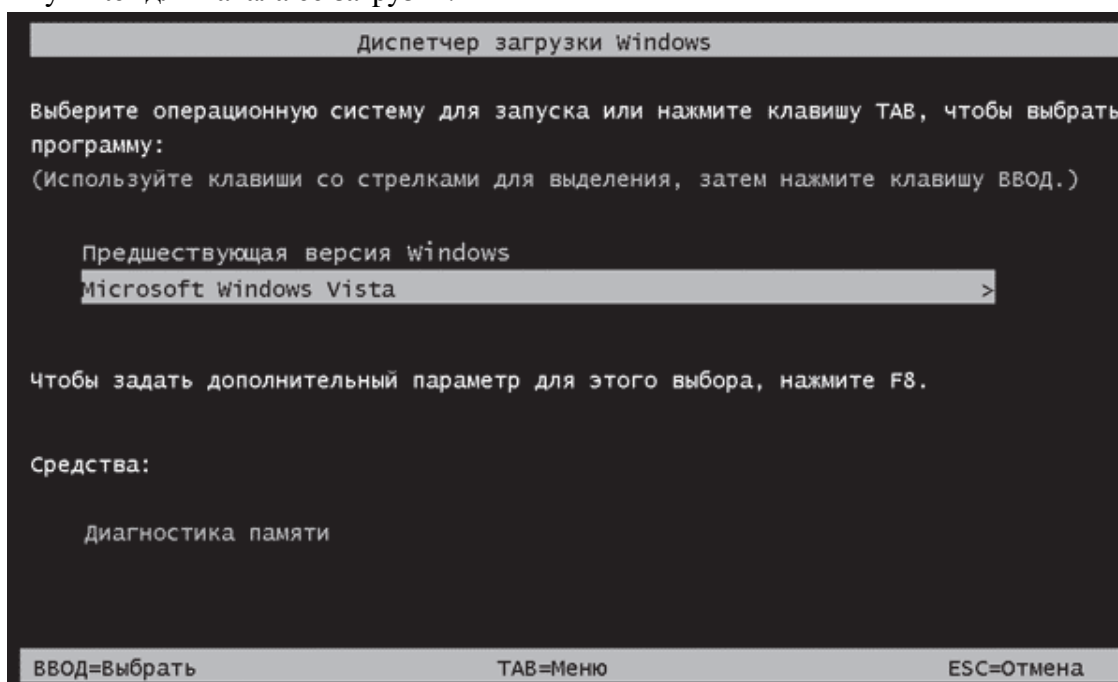 Диспетчер загрузки Windows
Выберите операционную систему для запуска или нажмите клавишу TAB, чтобы выбрать
программу:
(Используйте клавиши со стрелками для выделения, затем нажмите клавишу ВВОД.)
Предшествующая версия Windows
Microsoft Windows Vista >
Чтобы задать дополнительный параметр для этого выбора, нажмите F8.
Средства:
Диагностика памяти
ВВОД=Выбрать TAB=Меню ESC=Отмена